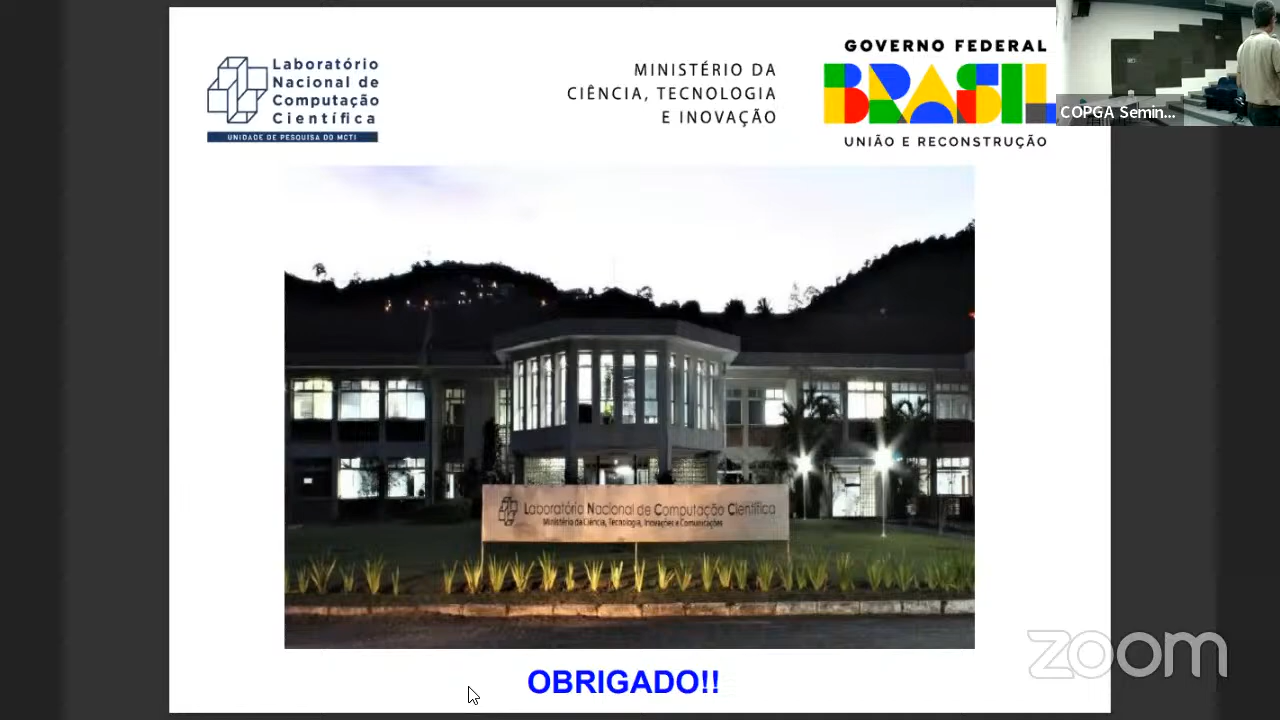 Laboratório
Nacional de
Computação
Científica
UNIDADE DE PESQUISA DO MCTI
MINISTÉRIO DA
CIÊNCIA, TECNOLOGIA
E INOVAÇÃO
GOVERNO FEDERAL
BRASIL
UNIÃO E RECONSTRUÇÃO
COPGA Semin...
Laboratório Nacional de Computação Científica
Ministério da Ciência, Tecnologia, Inovações e Comunicações
OBRIGADO!!
zoom